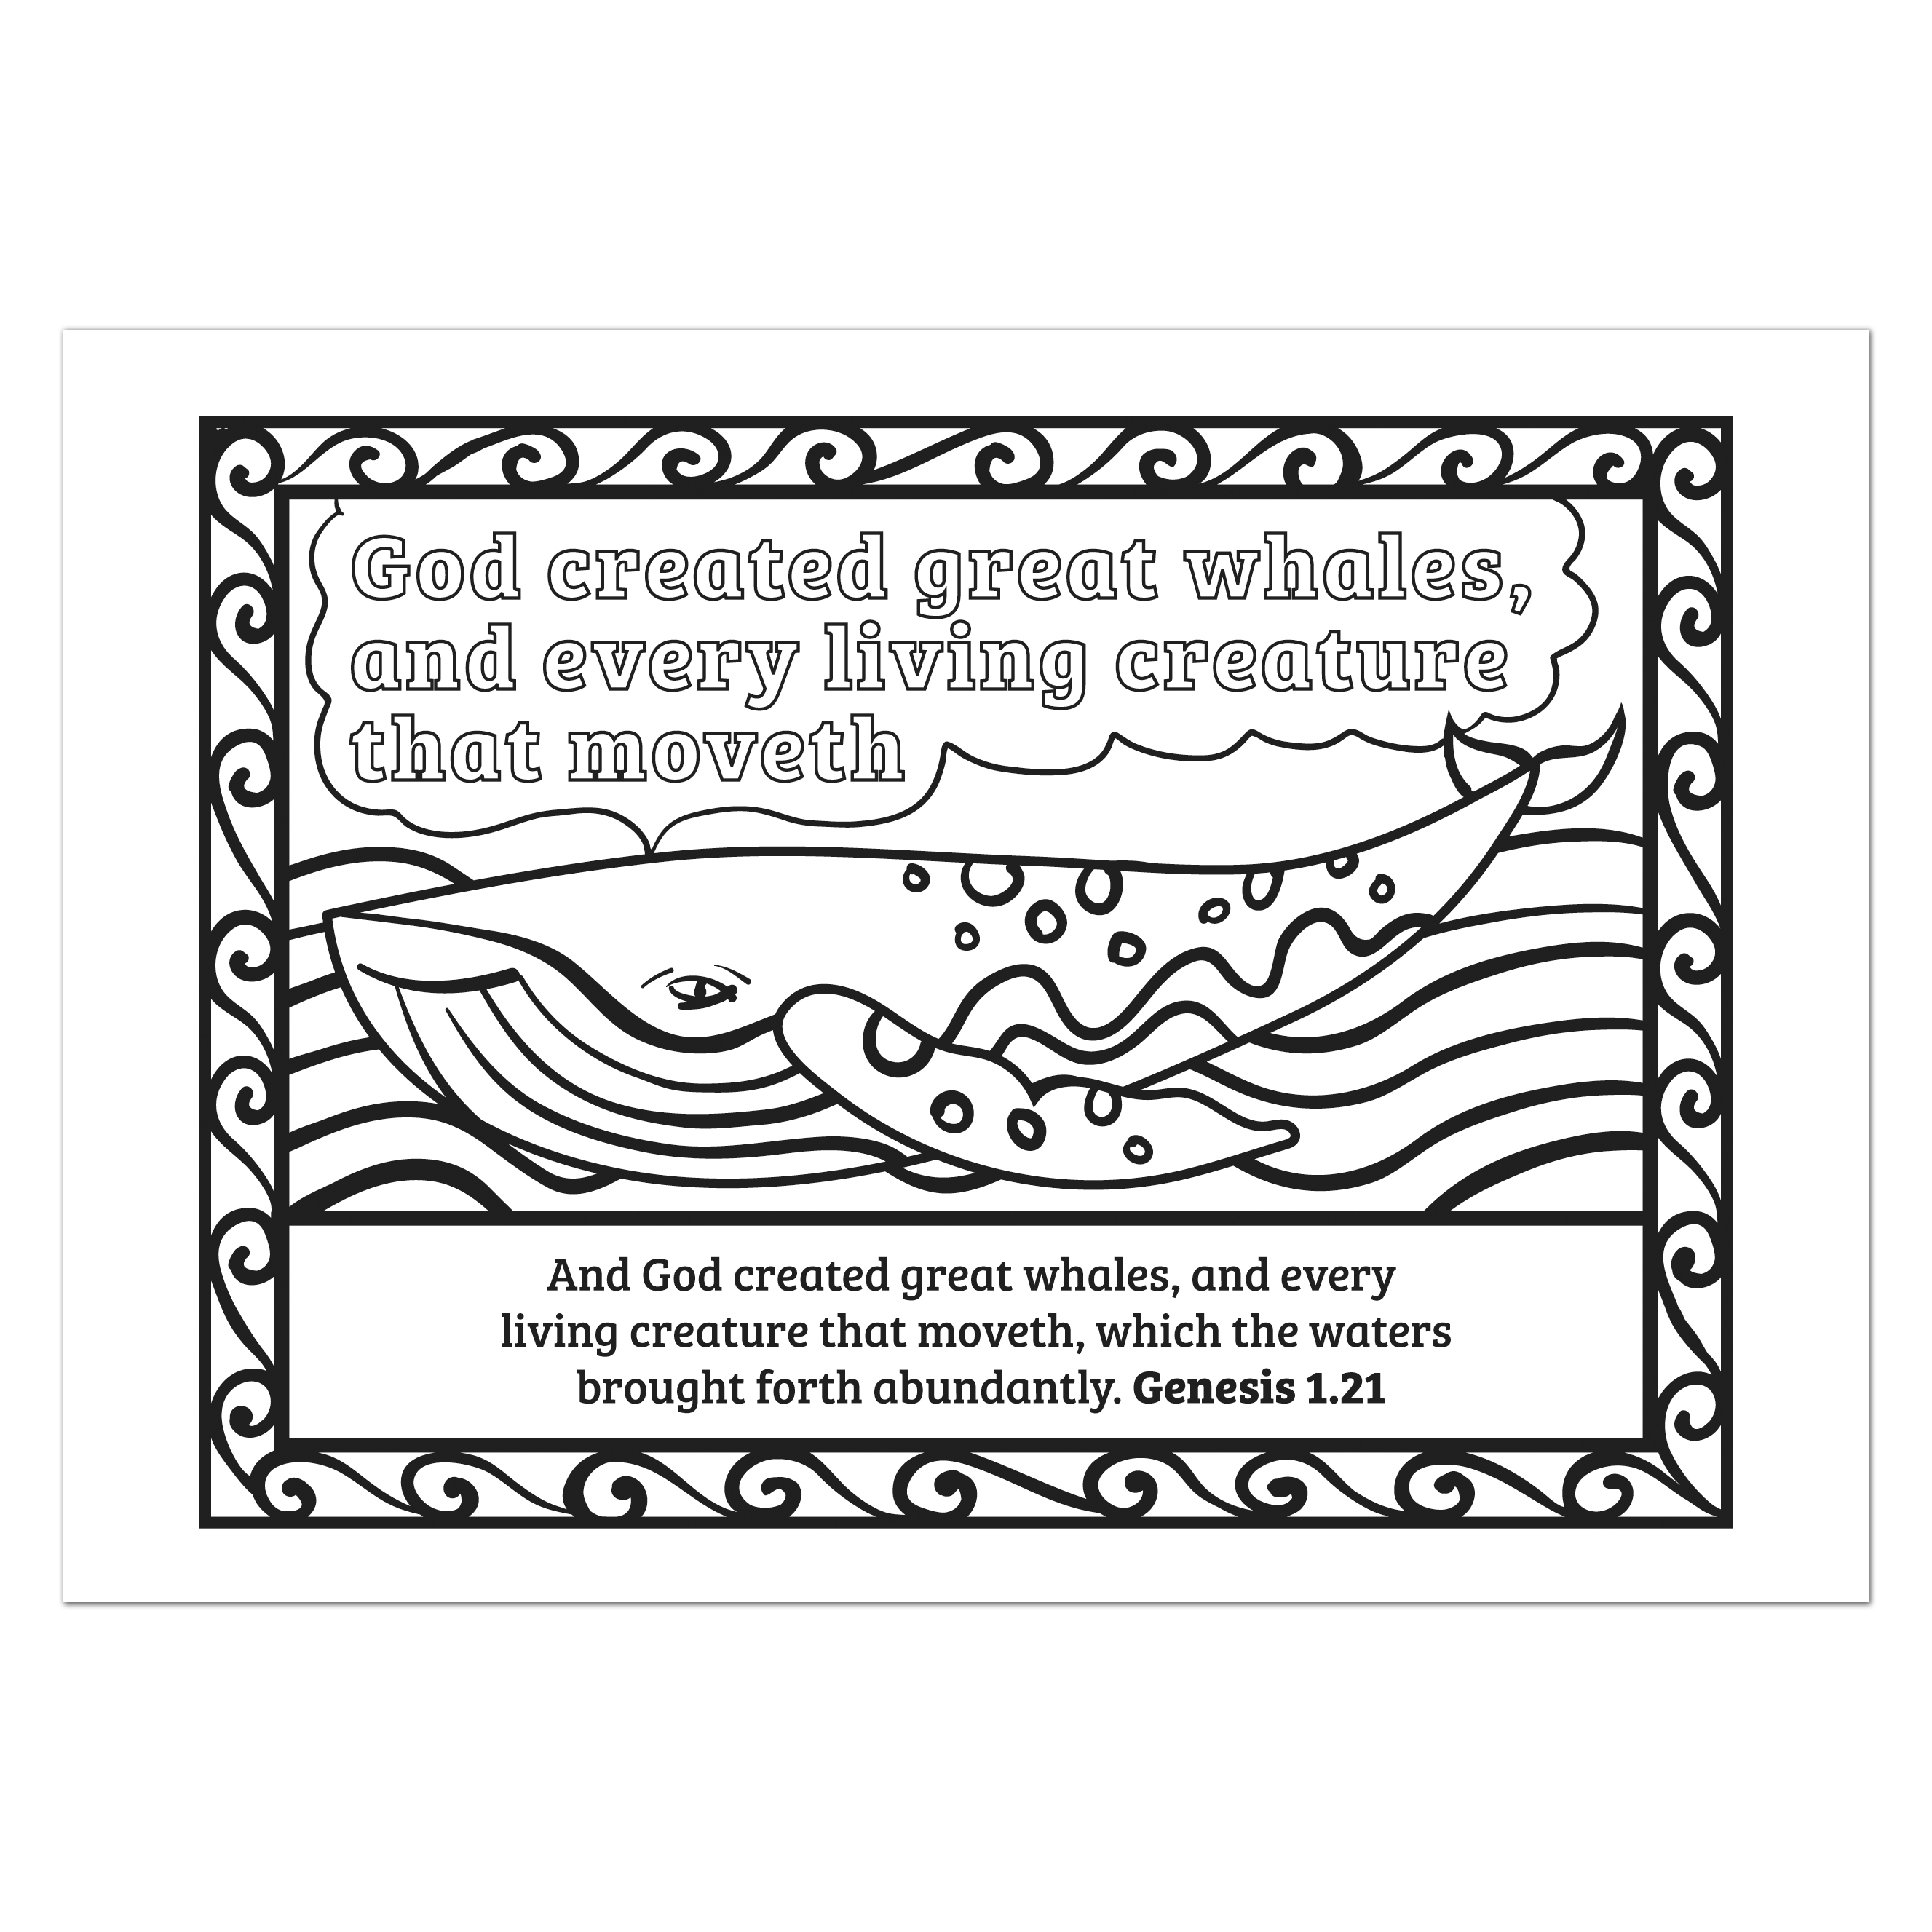 God created great whales,
and every living creature
that moveth
And God created great whales, and every
living creature that moveth, which the waters
brought forth abundantly. Genesis 1.21